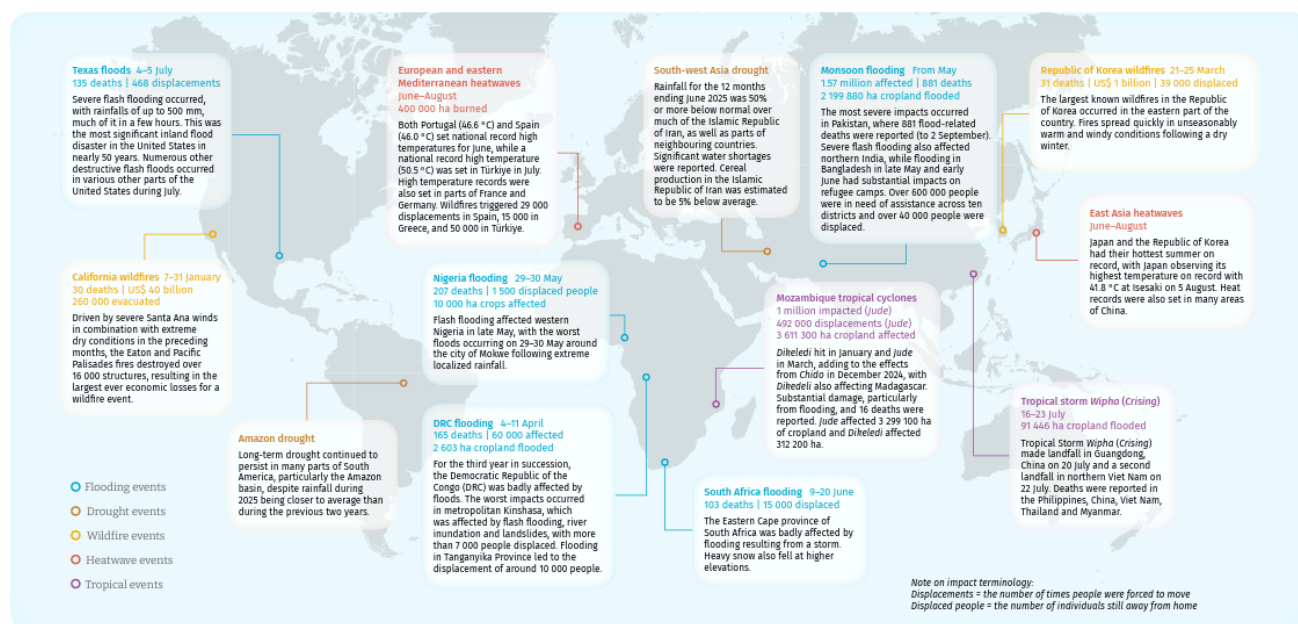 Texas floods 4–5 July
135 deaths | 468 displacements
Severe flash flooding occurred,
with rainfalls of up to 500 mm,
much of it in a few hours. This was
the most significant inland flood
disaster in the United States in
nearly 50 years. Numerous other
destructive flash floods occurred
in various other parts of the
United States during July.
European and eastern
Mediterranean heatwaves
June–August
400 000 ha burned
Both Portugal (46.6 °C) and Spain
(46.0 °C) set national record high
temperatures for June, while a
national record high temperature
(50.5 °C) was set in Türkiye in July.
High temperature records were
also set in parts of France and
Germany. Wildfires triggered 29 000
displacements in Spain, 15 000 in
Greece, and 50 000 in Türkiye.
South-west Asia drought
Rainfall for the 12 months
ending June 2025 was 50%
or more below normal over
much of the Islamic Republic
of Iran, as well as parts of
neighbouring countries.
Significant water shortages
were reported. Cereal
production in the Islamic
Republic of Iran was estimated
to be 5% below average.
Monsoon flooding From May
1.57 million affected | 881 deaths
2 199 880 ha cropland flooded
The most severe impacts occurred
in Pakistan, where 881 flood-related
deaths were reported (to 2 September).
Severe flash flooding also affected
northern India, while flooding in
Bangladesh in late May and early
June had substantial impacts on
refugee camps. Over 600 000 people
were in need of assistance across ten
districts and over 40 000 people were
displaced.
Republic of Korea wildfires 21–25 March
31 deaths | US$ 1 billion | 39 000 displaced
The largest known wildfires in the Republic
of Korea occurred in the eastern part of the
country. Fires spread quickly in unseasonably
warm and windy conditions following a dry
winter.
East Asia heatwaves
June–August
Japan and the Republic of Korea
had their hottest summer on
record, with Japan observing its
highest temperature on record with
41.8 °C at Isesaki on 5 August. Heat
records were also set in many areas
of China.
California wildfires 7–31 January
30 deaths | US$ 40 billion
260 000 evacuated
Driven by severe Santa Ana winds
in combination with extreme
dry conditions in the preceding
months, the Eaton and Pacific
Palisades fires destroyed over
16 000 structures, resulting in the
largest ever economic losses for a
wildfire event.
Nigeria flooding 29–30 May
207 deaths | 1 500 displaced people
10 000 ha crops affected
Flash flooding affected western
Nigeria in late May, with the worst
floods occurring on 29–30 May around
the city of Mokwe following extreme
localized rainfall.
Mozambique tropical cyclones
1 million impacted (Jude)
492 000 displacements (Jude)
3 611 300 ha cropland affected
Dikeledi hit in January and Jude
in March, adding to the effects
from Chido in December 2024, with
Dikedeli also affecting Madagascar.
Substantial damage, particularly
from flooding, and 16 deaths were
reported. Jude affected 3 299 100 ha
of cropland and Dikeledi affected
312 200 ha.
Tropical storm Wipha (Crising)
16–23 July
91 446 ha cropland flooded
Tropical Storm Wipha (Crising)
made landfall in Guangdong,
China on 20 July and a second
landfall in northern Viet Nam on
22 July. Deaths were reported in
the Philippines, China, Viet Nam,
Thailand and Myanmar.
Amazon drought
Long-term drought continued to
persist in many parts of South
America, particularly the Amazon
basin, despite rainfall during
2025 being closer to average than
during the previous two years.
DRC flooding 4–11 April
165 deaths | 60 000 affected
2 603 ha cropland flooded
For the third year in succession,
the Democratic Republic of the
Congo (DRC) was badly affected by
floods. The worst impacts occurred
in metropolitan Kinshasa, which
was affected by flash flooding, river
inundation and landslides, with more
than 7 000 people displaced. Flooding
in Tanganyika Province led to the
displacement of around 10 000 people.
South Africa flooding 9–20 June
103 deaths | 15 000 displaced
The Eastern Cape province of
South Africa was badly affected by
flooding resulting from a storm.
Heavy snow also fell at higher
elevations.
Flooding events
Drought events
Wildfire events
Heatwave events
Tropical events
Note on impact terminology:
Displacements = the number of times people were forced to move
Displaced people = the number of individuals still away from home